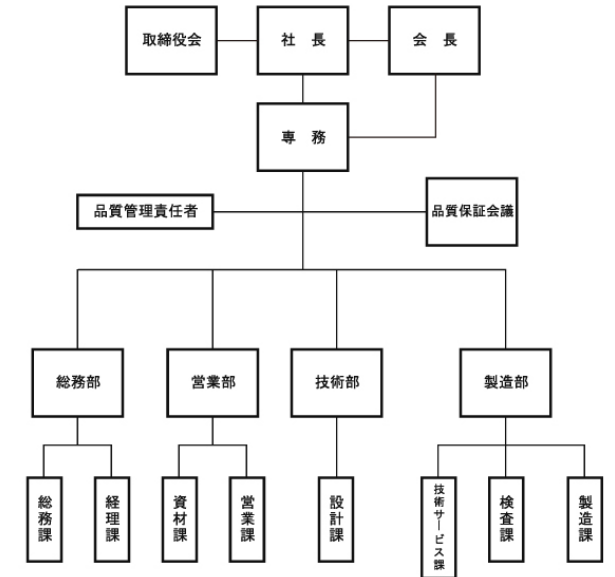 取締役会
社長
会長
専務
品質管理責任者
品質保証会議
総務部
営業部
技術部
製造部
総務課
経理課
資材課
営業課
設計課
技術サービス課
検査課
製造課